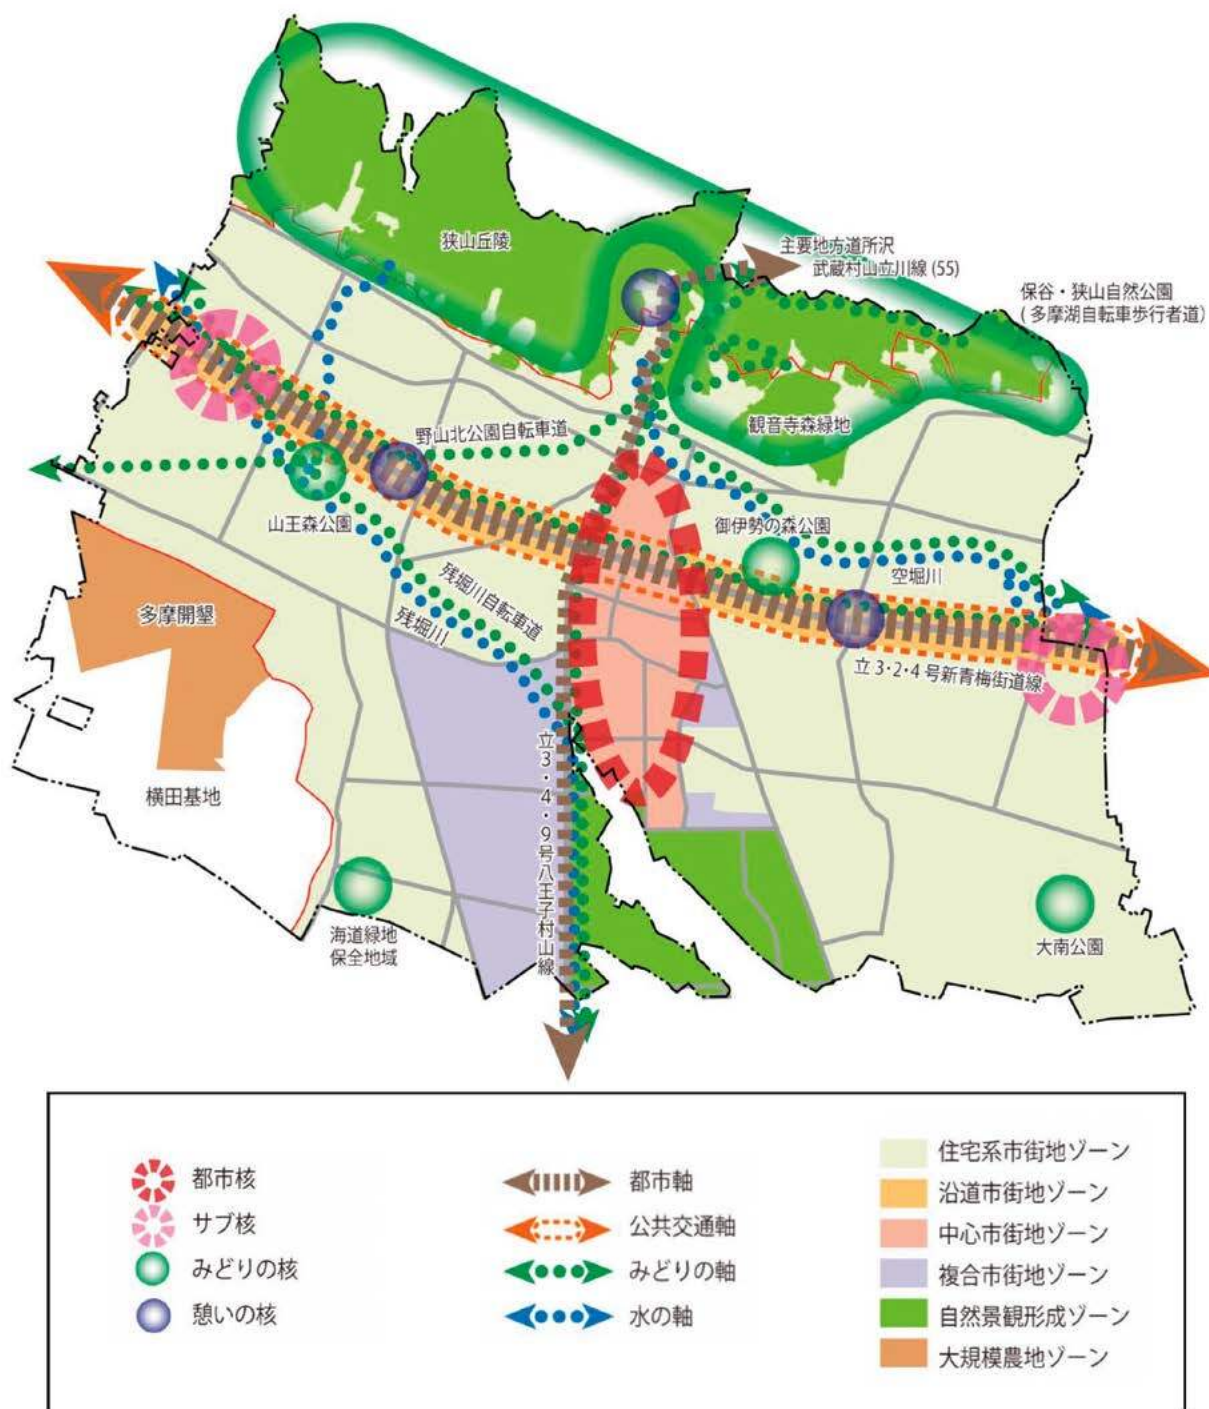 狭山丘陵
主要地方道所沢
武蔵村山立川線 (55)
保谷・狭山自然公園
( 多摩湖自転車歩行者道)
野山北公園自転車道
観音寺森緑地
山王森公園
御伊勢の森公園
空堀川
残堀川自転車道
残堀川
多摩開墾
立 3・2・4 号新青梅街道線
横田基地
立3・4・9号八王子村山線
海道緑地
保全地域
大南公園
都市核
サブ核
みどりの核
憩いの核
都市軸
公共交通軸
みどりの軸
水の軸
住宅系市街地ゾーン
沿道市街地ゾーン
中心市街地ゾーン
複合市街地ゾーン
自然景観形成ゾーン
大規模農地ゾーン